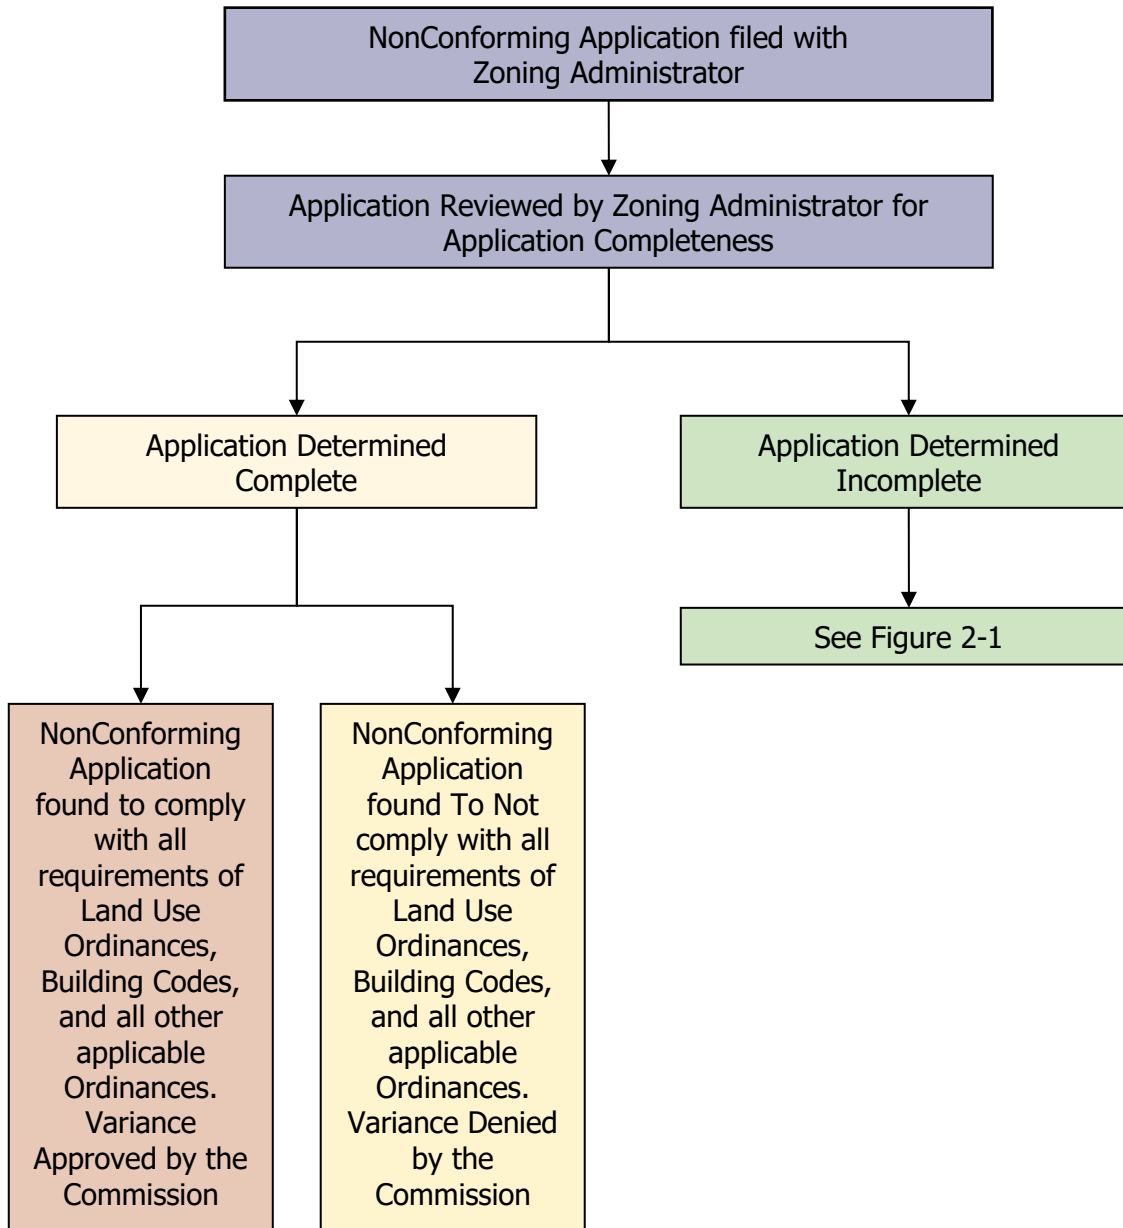 NonConforming Application filed with
Zoning Administrator
Application Reviewed by Zoning Administrator for
Application Completeness
Application Determined
Complete
Application Determined
Incomplete
See Figure 2-1
NonConforming
Application
found to comply
with all
requirements of
Land Use
Ordinances,
Building Codes,
and all other
applicable
Ordinances.
Variance
Approved by the
Commission
NonConforming
Application
found To Not
comply with all
requirements of
Land Use
Ordinances,
Building Codes,
and all other
applicable
Ordinances.
Variance Denied
by the
Commission